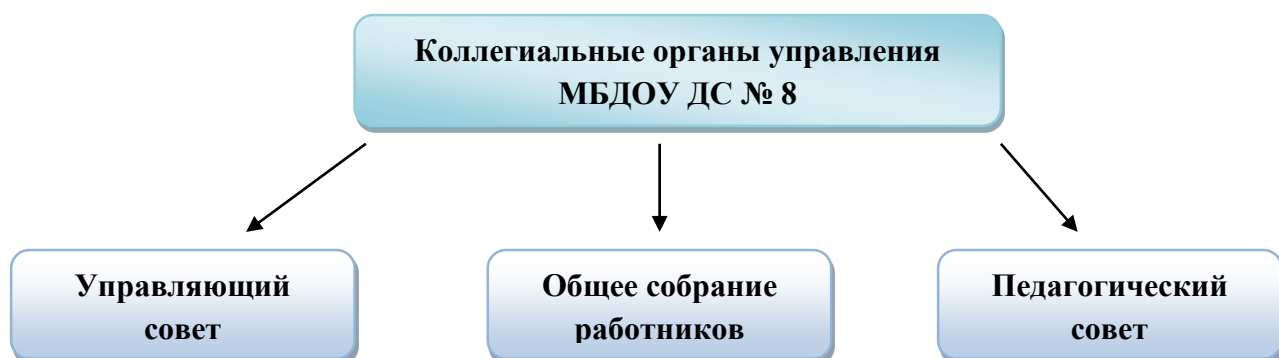 Коллегиальные органы управления
МБДОУ ДС № 8
Управляющий
совет
Общее собрание
работников
Педагогический
совет